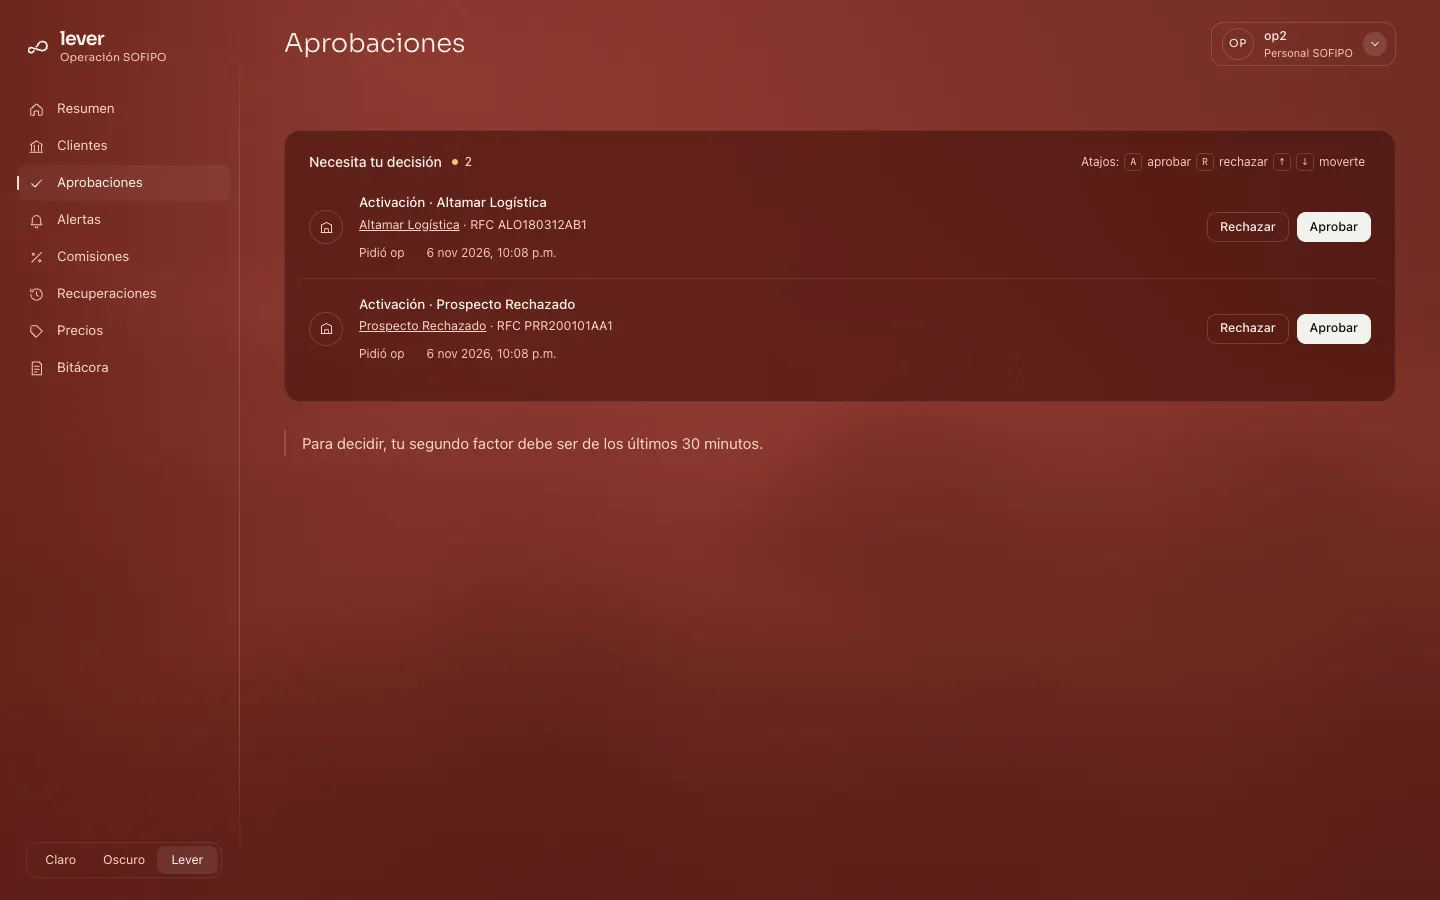 lever
Operación SOFIPO
Resumen
Clientes
Aprobaciones
Alertas
Comisiones
Recuperaciones
Precios
Bitácora
Claro Oscuro Lever
Aprobaciones
OP
op2
Personal SOFIPO
Necesita tu decisión 2
Atajos: A aprobar R rechazar ↑ ↓ moverte
Activación · Altamar Logística
Altamar Logística · RFC ALO180312AB1
Pidió op 6 nov 2026, 10:08 p.m.
Rechazar Aprobar
Activación · Prospecto Rechazado
Prospecto Rechazado · RFC PRR200101AA1
Pidió op 6 nov 2026, 10:08 p.m.
Rechazar Aprobar
Para decidir, tu segundo factor debe ser de los últimos 30 minutos.